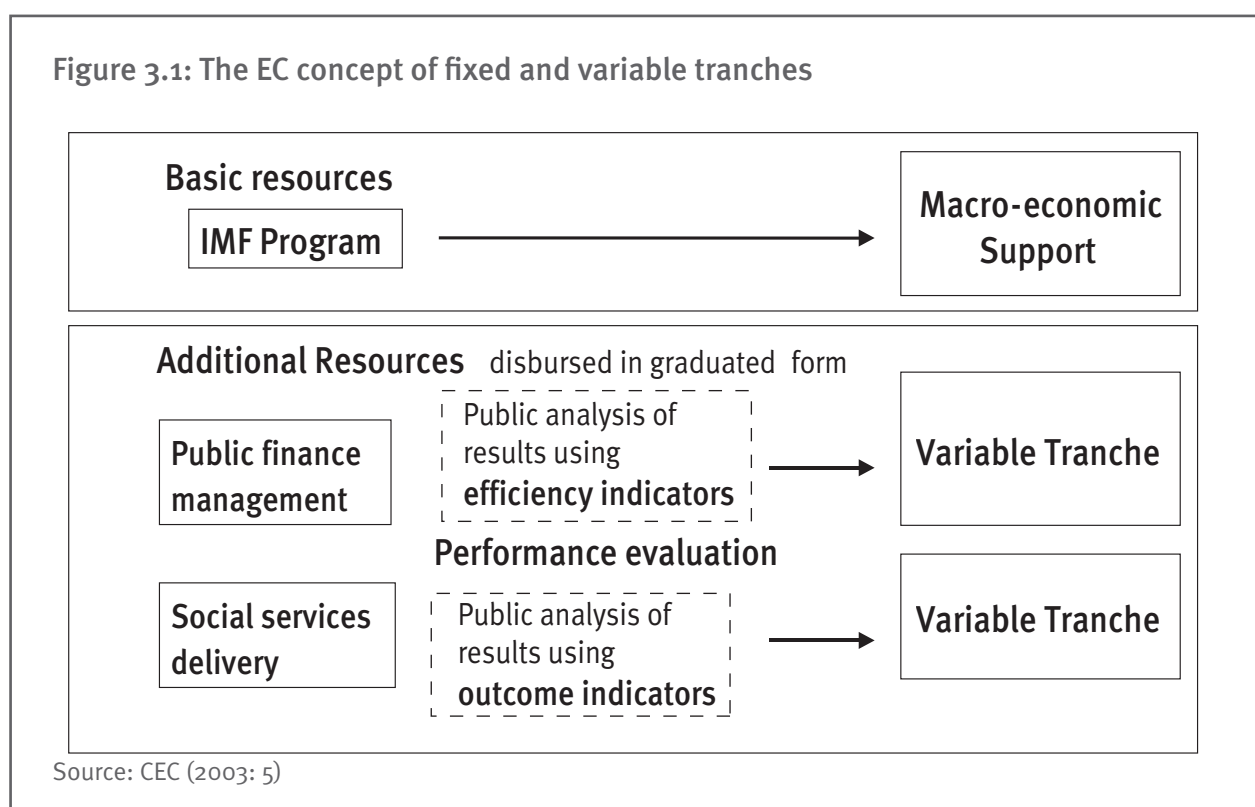 Figure 3.1: The EC concept of fixed and variable tranches
Basic resources
IMF Program
Macro-economic
Support
Additional Resources disbursed in graduated form
Public finance
management
Public analysis of
results using
efficiency indicators
Variable Tranche
Performance evaluation
Social services
delivery
Public analysis of
results using
outcome indicators
Variable Tranche
Source: CEC (2003: 5)